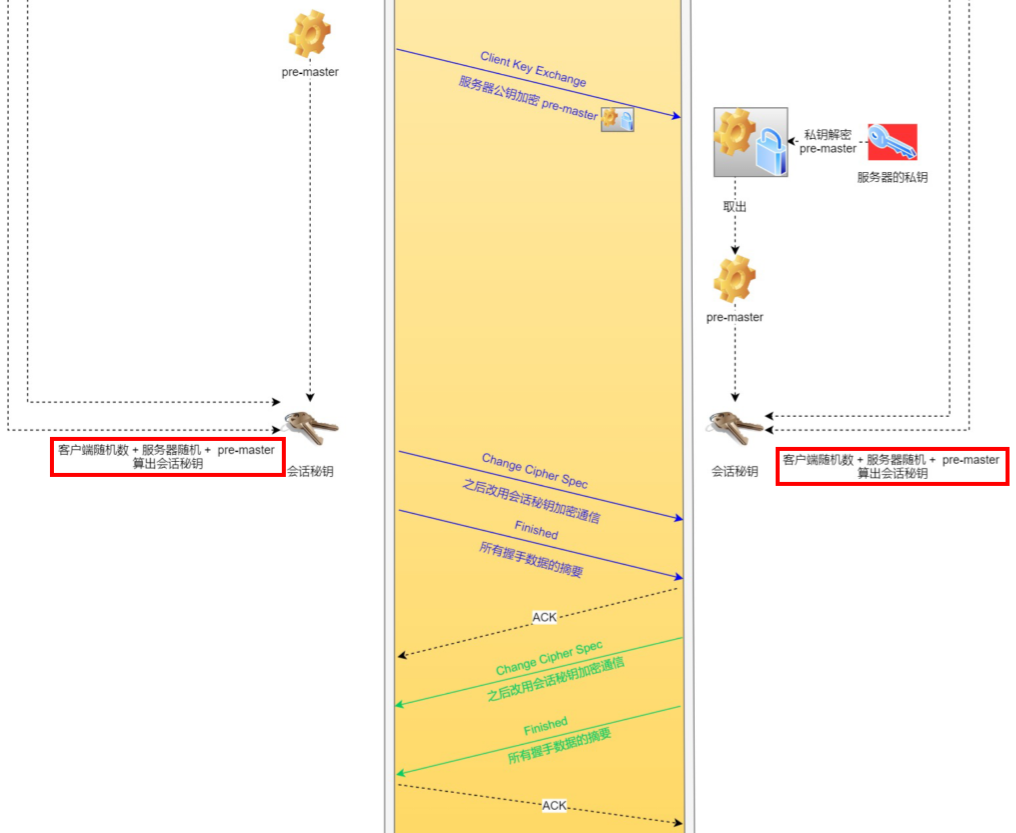 pre-master
Client Key Exchange
服务器公钥加密 pre-master
私钥解密
pre-master
服务器的私钥
取出
pre-master
客户端随机数 + 服务器随机 + pre-master
算出会话秘钥
会话秘钥
会话秘钥
客户端随机数 + 服务器随机 + pre-master
算出会话秘钥
Change Cipher Spec
之后改用会话秘钥加密通信
Finished
所有握手数据的摘要
ACK
Change Cipher Spec
之后改用会话秘钥加密通信
Finished
所有握手数据的摘要
ACK